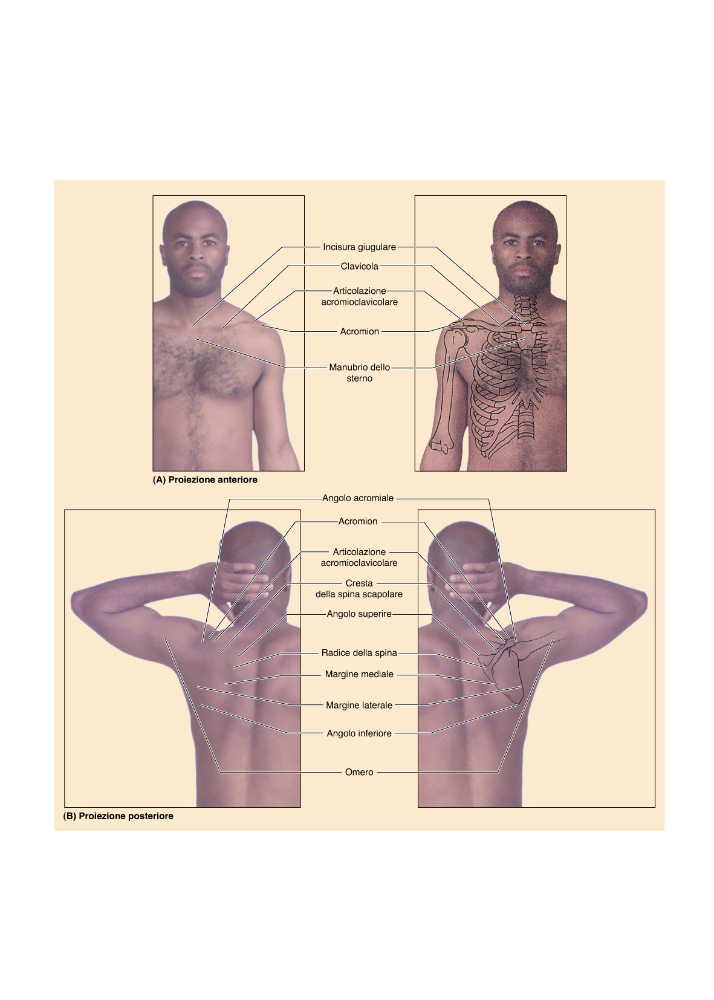 Incisura giugulare
Clavicola
Articolazione
acromioclavicolare
Acromion
Manubrio dello
sterno
(A) Proiezione anteriore
Angolo acromiale
Acromion
Articolazione
acromioclavicolare
Cresta
della spina scapolare
Angolo superire
Radice della spina
Margine mediale
Margine laterale
Angolo inferiore
Omero
(B) Proiezione posteriore